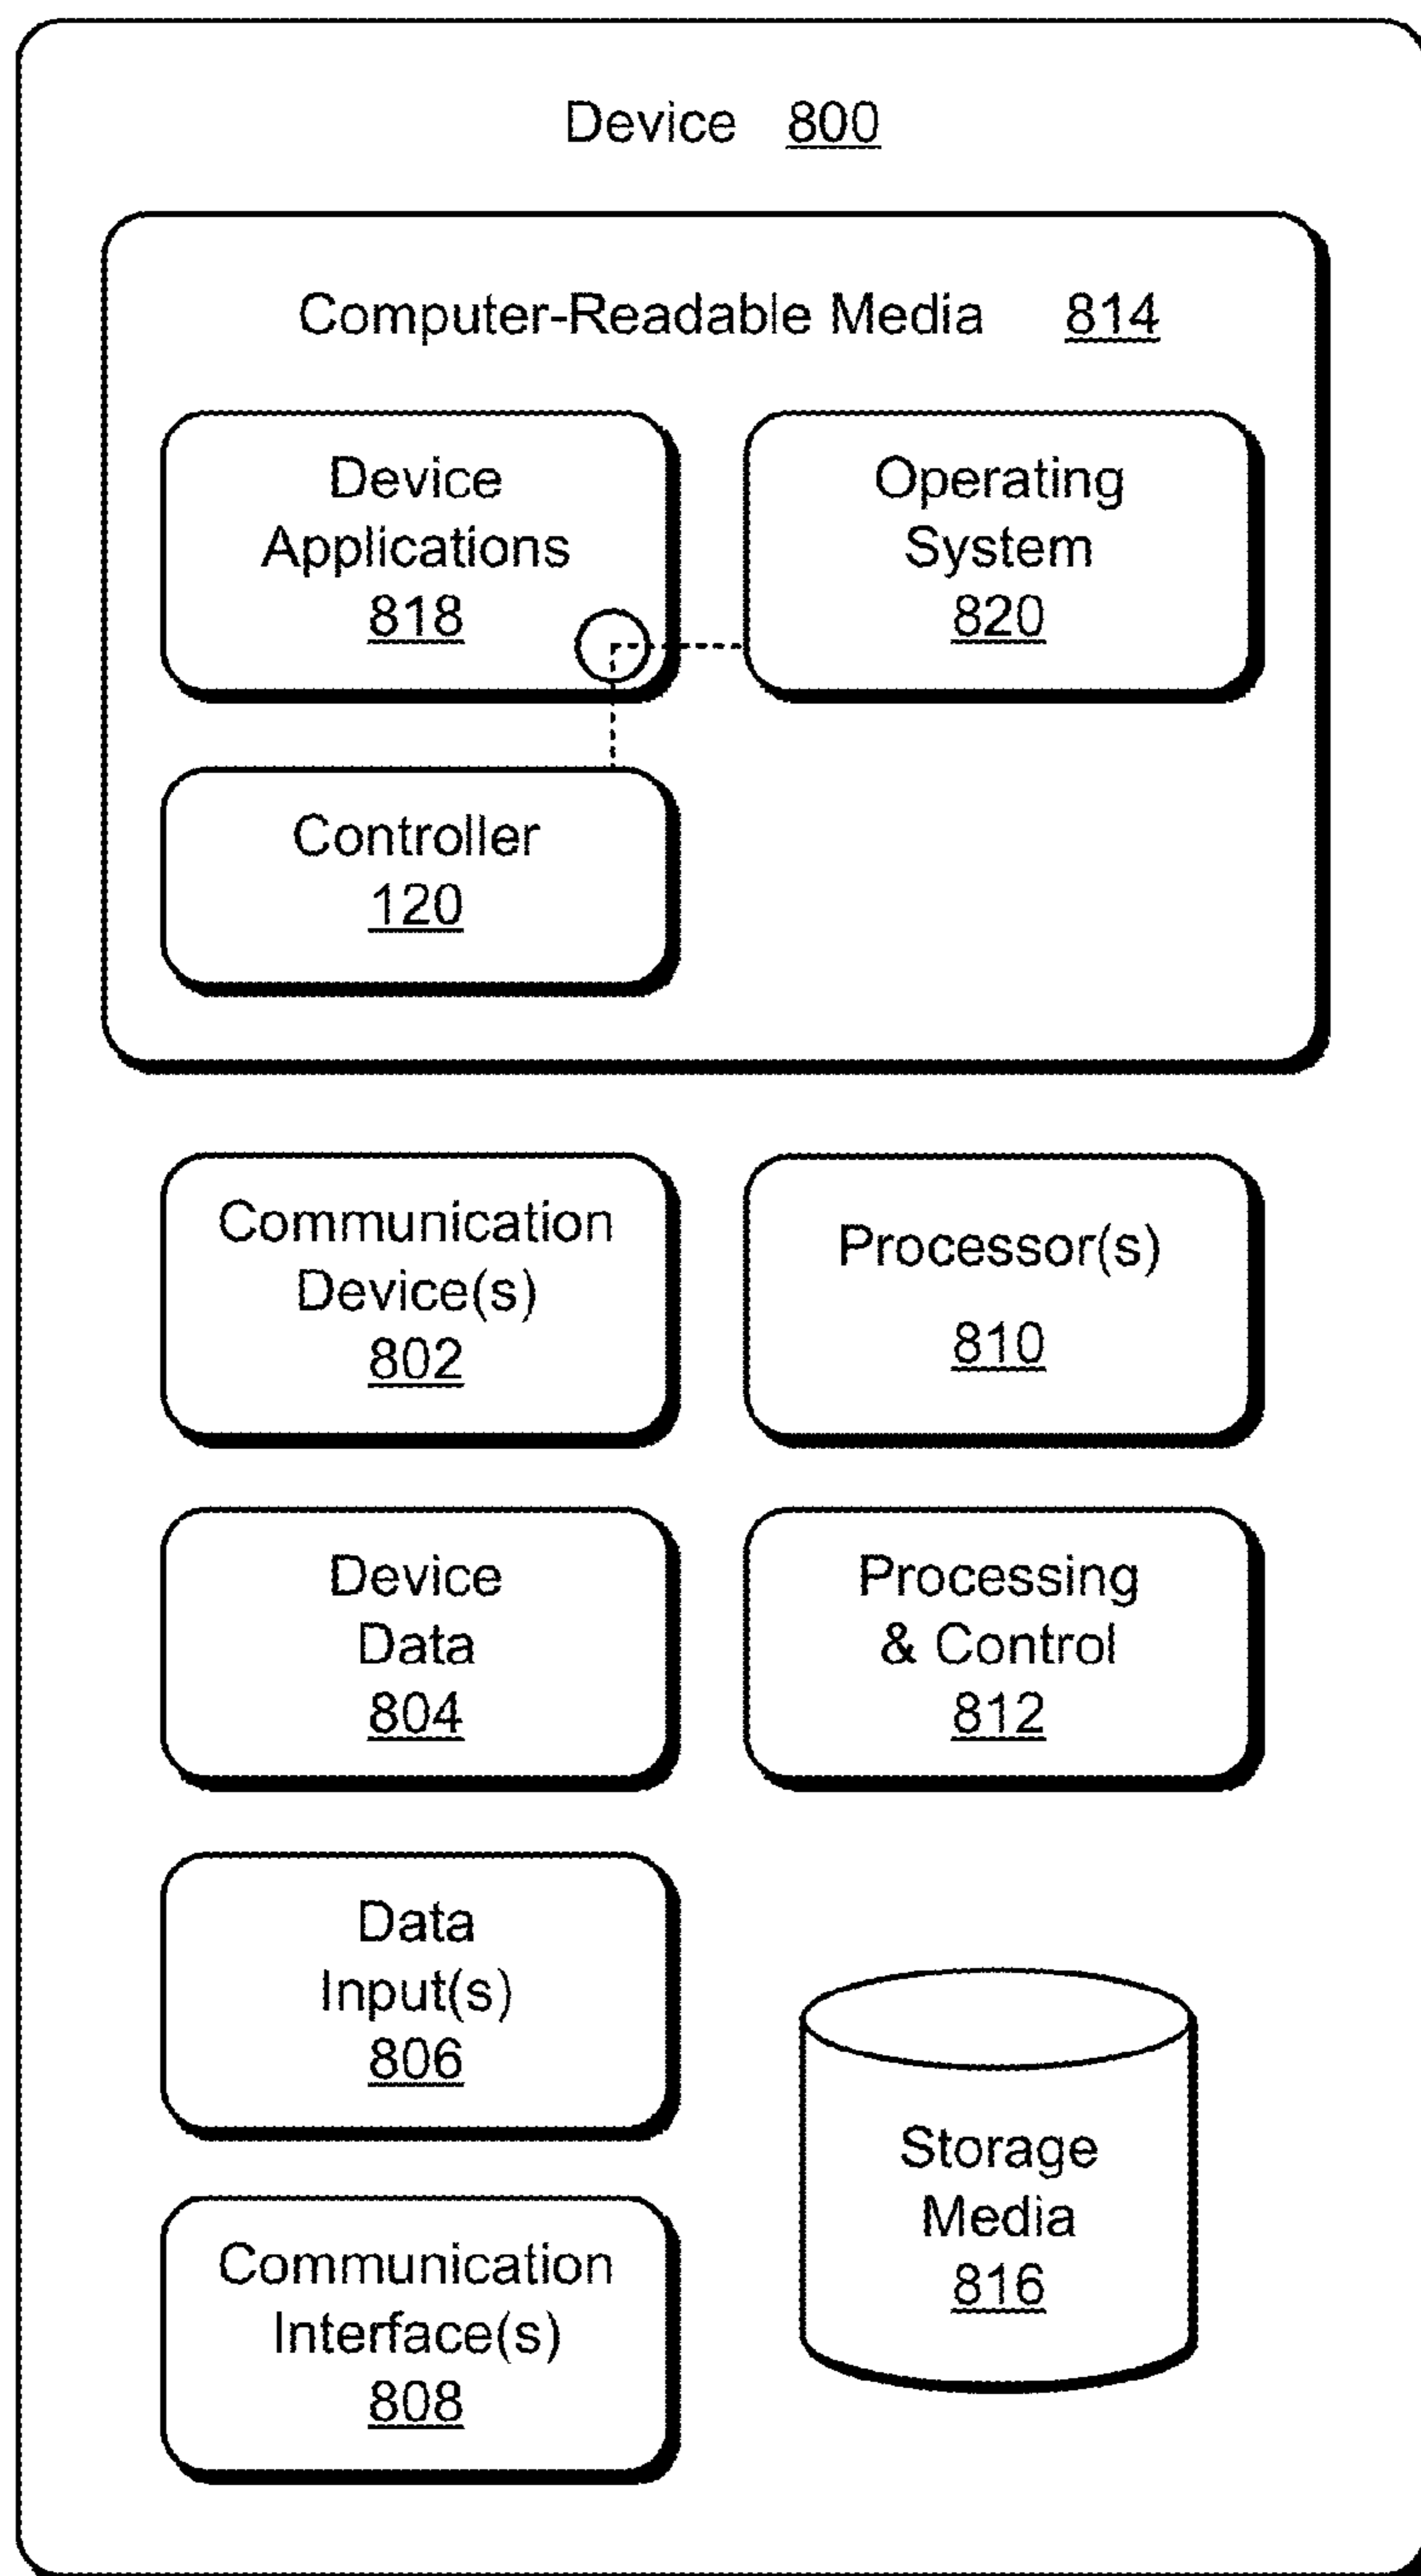 Device 800
Computer-Readable Media 814
Device
Applications
818
Operating
System
820
Controller
120
Communication
Device(s)
802
Processor(s)
810
Device
Data
804
Processing
& Control
812
Data
Input(s)
806
Storage
Media
816
Communication
Interface(s)
808